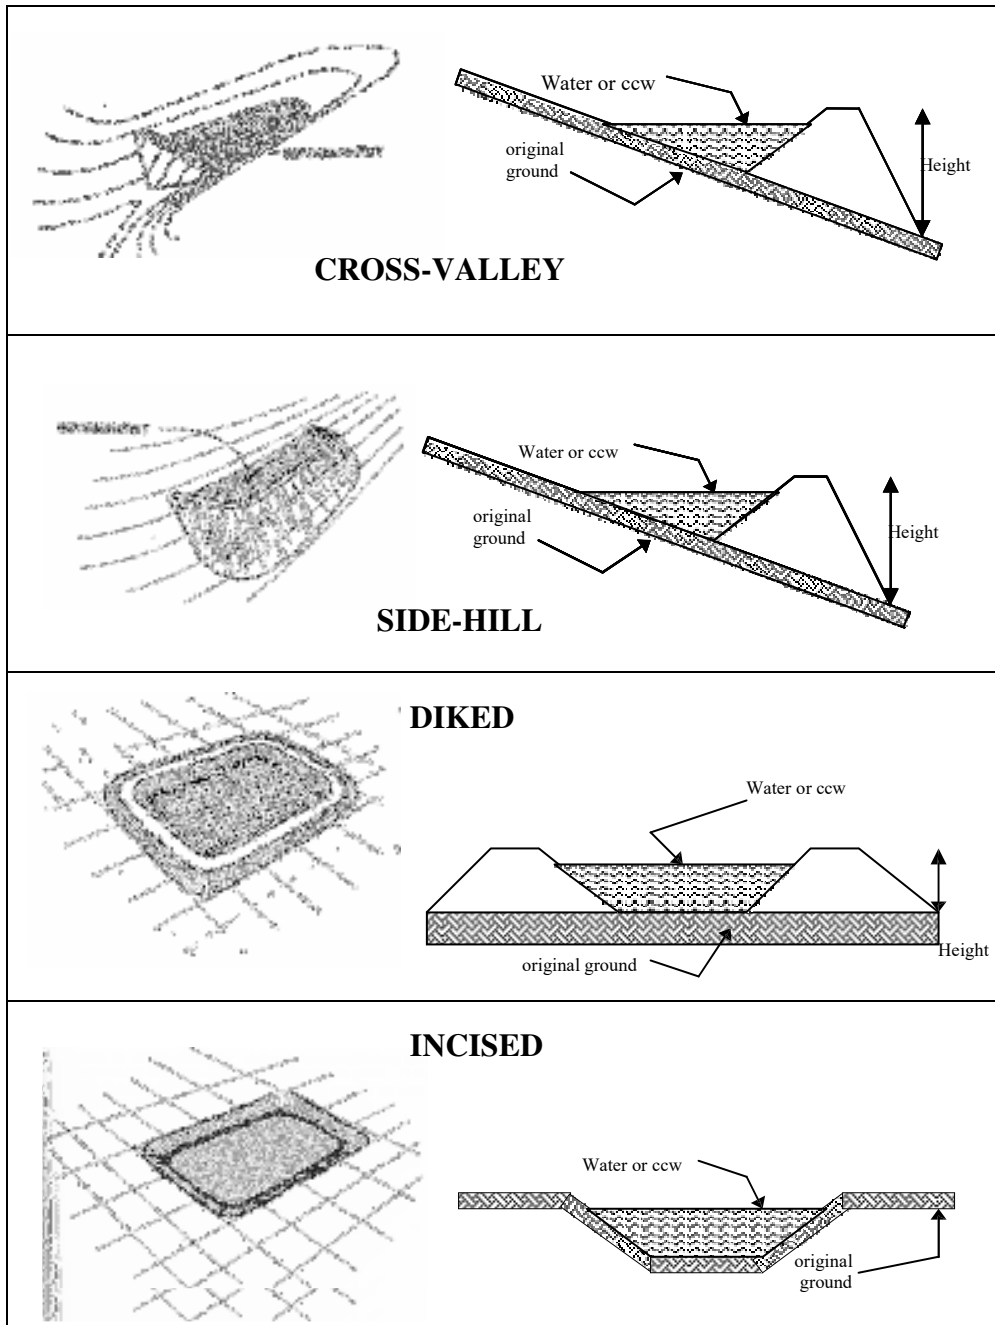 Water or ccw
original
ground
Height
CROSS-VALLEY
Water or ccw
original
ground
Height
SIDE-HILL
DIKED
Water or ccw
original ground
Height
INCISED
Water or ccw
original
ground